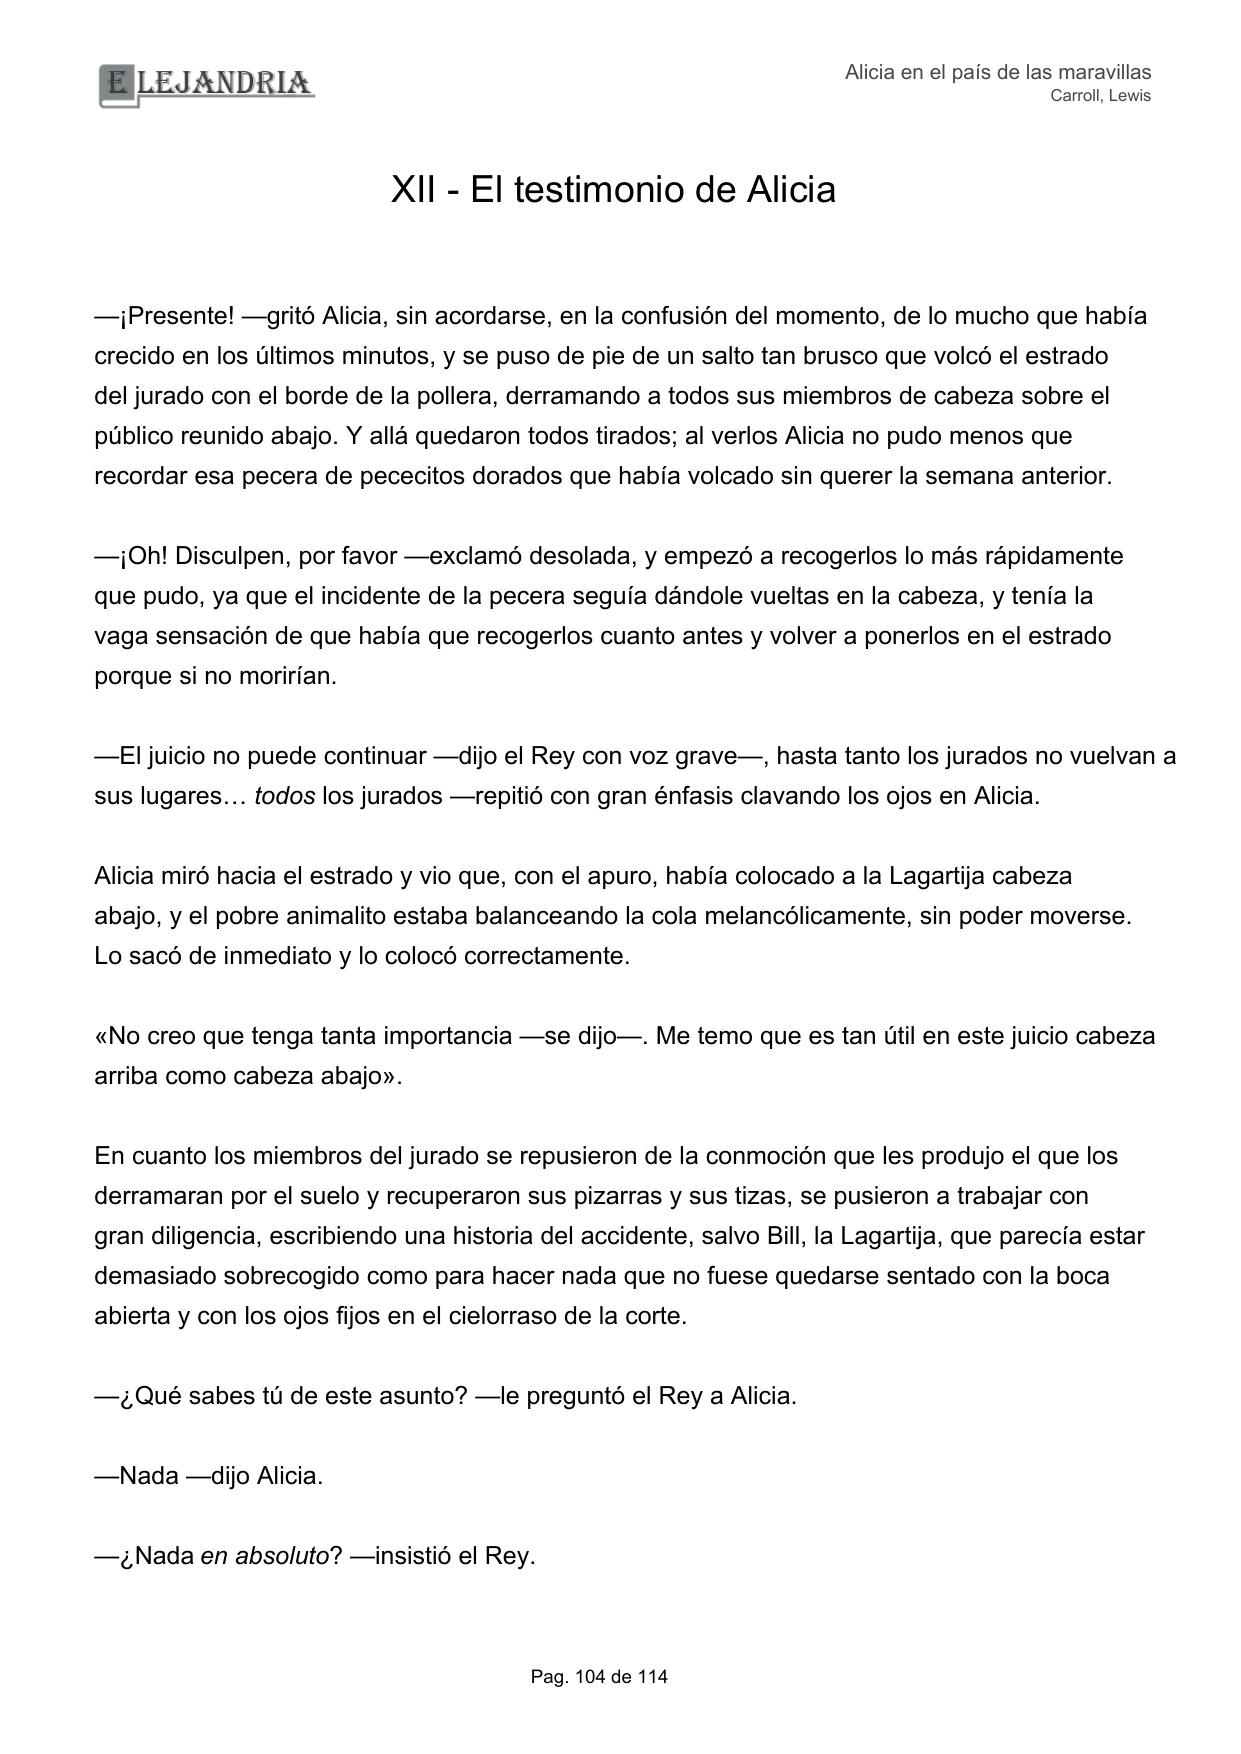 ELEJANDRIA
Alicia en el país de las maravillas
Carroll, Lewis
XII - El testimonio de Alicia
—¡Presente! —gritó Alicia, sin acordarse, en la confusión del momento, de lo mucho que había
crecido en los últimos minutos, y se puso de pie de un salto tan brusco que volcó el estrado
del jurado con el borde de la pollera, derramando a todos sus miembros de cabeza sobre el
público reunido abajo. Y allá quedaron todos tirados; al verlos Alicia no pudo menos que
recordar esa pecera de pececitos dorados que había volcado sin querer la semana anterior.
—¡Oh! Disculpen, por favor —exclamó desolada, y empezó a recogerlos lo más rápidamente
que pudo, ya que el incidente de la pecera seguía dándole vueltas en la cabeza, y tenía la
vaga sensación de que había que recogerlos cuanto antes y volver a ponerlos en el estrado
porque si no morirían.
—El juicio no puede continuar —dijo el Rey con voz grave—, hasta tanto los jurados no vuelvan a
sus lugares… todos los jurados —repitió con gran énfasis clavando los ojos en Alicia.
Alicia miró hacia el estrado y vio que, con el apuro, había colocado a la Lagartija cabeza
abajo, y el pobre animalito estaba balanceando la cola melancólicamente, sin poder moverse.
Lo sacó de inmediato y lo colocó correctamente.
«No creo que tenga tanta importancia —se dijo—. Me temo que es tan útil en este juicio cabeza
arriba como cabeza abajo».
En cuanto los miembros del jurado se repusieron de la conmoción que les produjo el que los
derramaran por el suelo y recuperaron sus pizarras y sus tizas, se pusieron a trabajar con
gran diligencia, escribiendo una historia del accidente, salvo Bill, la Lagartija, que parecía estar
demasiado sobrecogido como para hacer nada que no fuese quedarse sentado con la boca
abierta y con los ojos fijos en el cielorraso de la corte.
—¿Qué sabes tú de este asunto? —le preguntó el Rey a Alicia.
—Nada —dijo Alicia.
—¿Nada en absoluto? —insistió el Rey.
Pag. 104 de 114